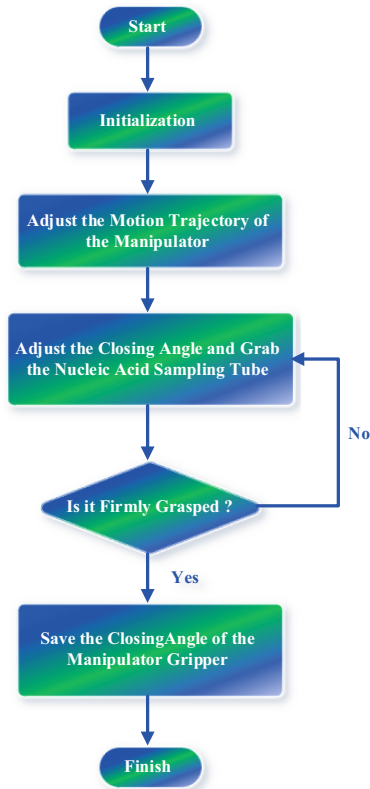 Start
Initialization
Adjust the Motion Trajectory of
the Manipulator
Adjust the Closing Angle and Grab
the Nucleic Acid Sampling Tube
No
Is it Firmly Grasped ?
Yes
Save the ClosingAngle of the
Manipulator Gripper
Finish